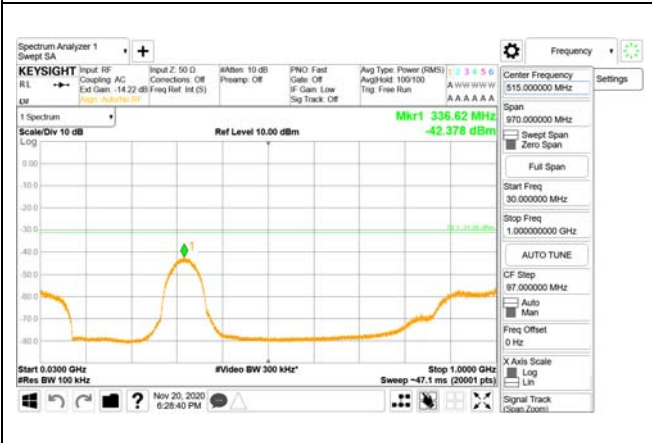 Spectrum Analyzer 1
Swept SA
Frequency
KEYSIGHT
Input: RF
Input Z: 50 Ω
#Atten: 10 dB
PNO: Fast
Avg Type: Power (RMS)
1 2 3 4 5 6
RL
Coupling: AC
Corrections: Off
Preamp: Off
Gate: Off
Avg|Hold: 100/100
A W W W W W
Ext Gain: -14.22 dB
Freq Ref: Int (S)
IF Gain: Low
Trig: Free Run
Align: Auto/No RF
Sig Track: Off
A A A A A A
1 Spectrum
Mkr1 336.62 MHz
Scale/Div 10 dB
Ref Level 10.00 dBm
-42.378 dBm
Log
0.00
-10.0
-20.0
-30.0
-40.0
-50.0
-60.0
-70.0
-80.0
1
Start 0.0300 GHz
#Video BW 300 kHz*
Stop 1.0000 GHz
#Res BW 100 kHz
Sweep ~47.1 ms (20001 pts)
?
Nov 20, 2020
6:28:40 PM
Center Frequency
515.000000 MHz
Settings
Span
970.000000 MHz
Swept Span
Zero Span
Full Span
Start Freq
30.000000 MHz
Stop Freq
1.000000000 GHz
AUTO TUNE
CF Step
97.000000 MHz
Auto
Man
Freq Offset
0 Hz
X Axis Scale
Log
Lin
Signal Track
(Span Zoom)